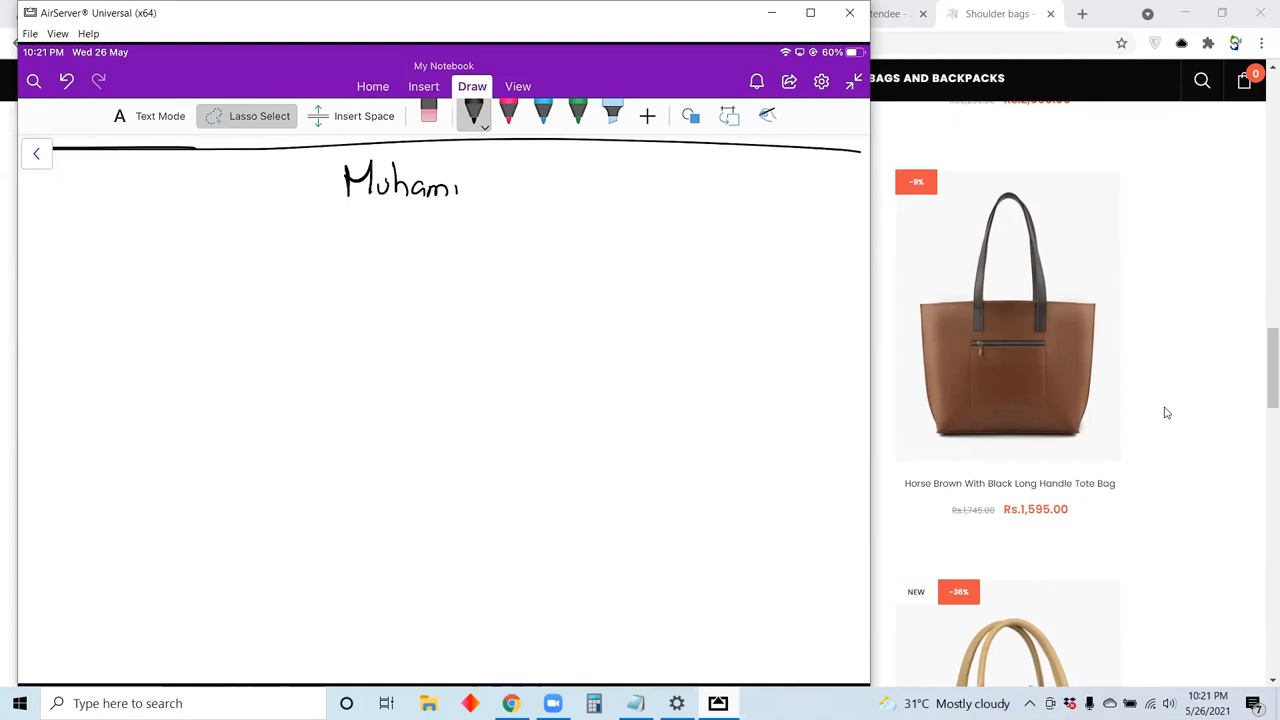 AirServer® Universal (x64)
tendee
Shoulder bags –
File View Help
10:21 PM Wed 26 May
60%
My Notebook
BAGS AND BACKPACKS
0
Home Insert Draw View
Text Mode Lasso Select Insert Space
Muham
-9%
Horse Brown With Black Long Handle Tote Bag
Rs.1,745.00 Rs.1,595.00
NEW -36%
Type here to search
31°C Mostly cloudy
10:21 PM
5/26/2021
7